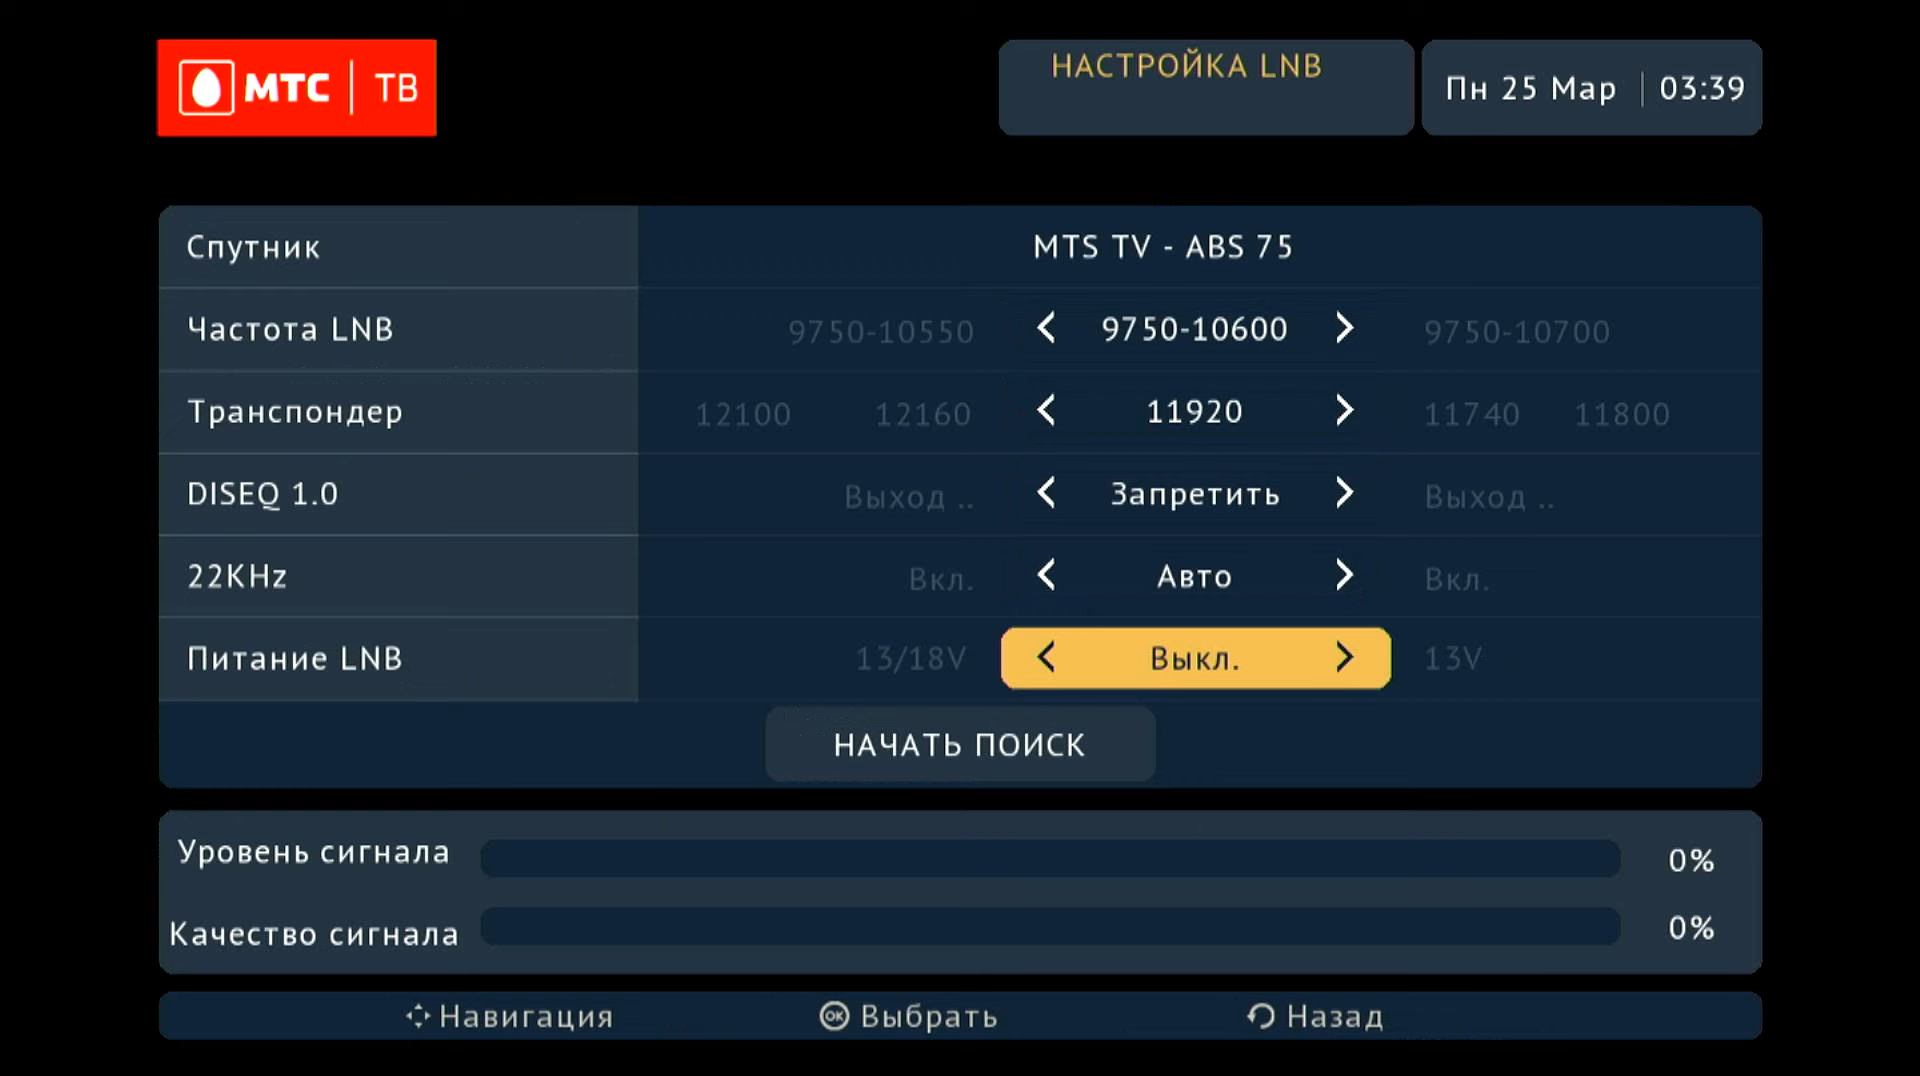 МТС | ТВ
НАСТРОЙКА LNB
Пн 25 Мар | 03:39
Спутник MTS TV - ABS 75
Частота LNB 9750-10550 < 9750-10600 > 9750-10700
Транспондер 12100 12160 < 11920 > 11740 11800
DISEQ 1.0 Выход .. < Запретить > Выход ..
22KHz Вкл. < Авто > Вкл.
Питание LNB 13/18V < Выкл. > 13V
НАЧАТЬ ПОИСК
Уровень сигнала 0%
Качество сигнала 0%
Навигация OK Выбрать Назад